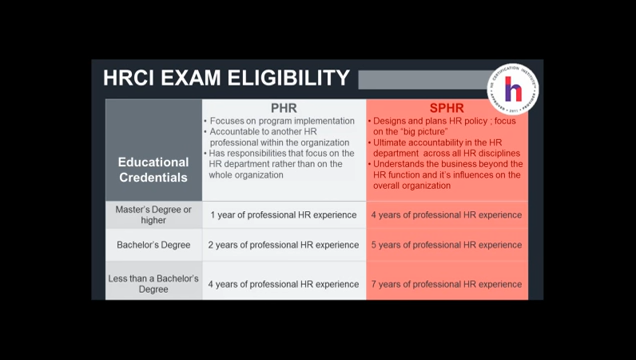 HRCI EXAM ELIGIBILITY
h
Educational
Credentials
PHR
• Focuses on program implementation
• Accountable to another HR
professional within the organization
• Has responsibilities that focus on the
HR department rather than on the
whole organization
SPHR
• Designs and plans HR policy ; focus
on the “big picture”
• Ultimate accountability in the HR
department across all HR disciplines
• Understands the business beyond the
HR function and it's influences on the
overall organization
Master's Degree or
higher
1 year of professional HR experience
4 years of professional HR experience
Bachelor's Degree
2 years of professional HR experience
5 years of professional HR experience
Less than a Bachelor's
Degree
4 years of professional HR experience
7 years of professional HR experience